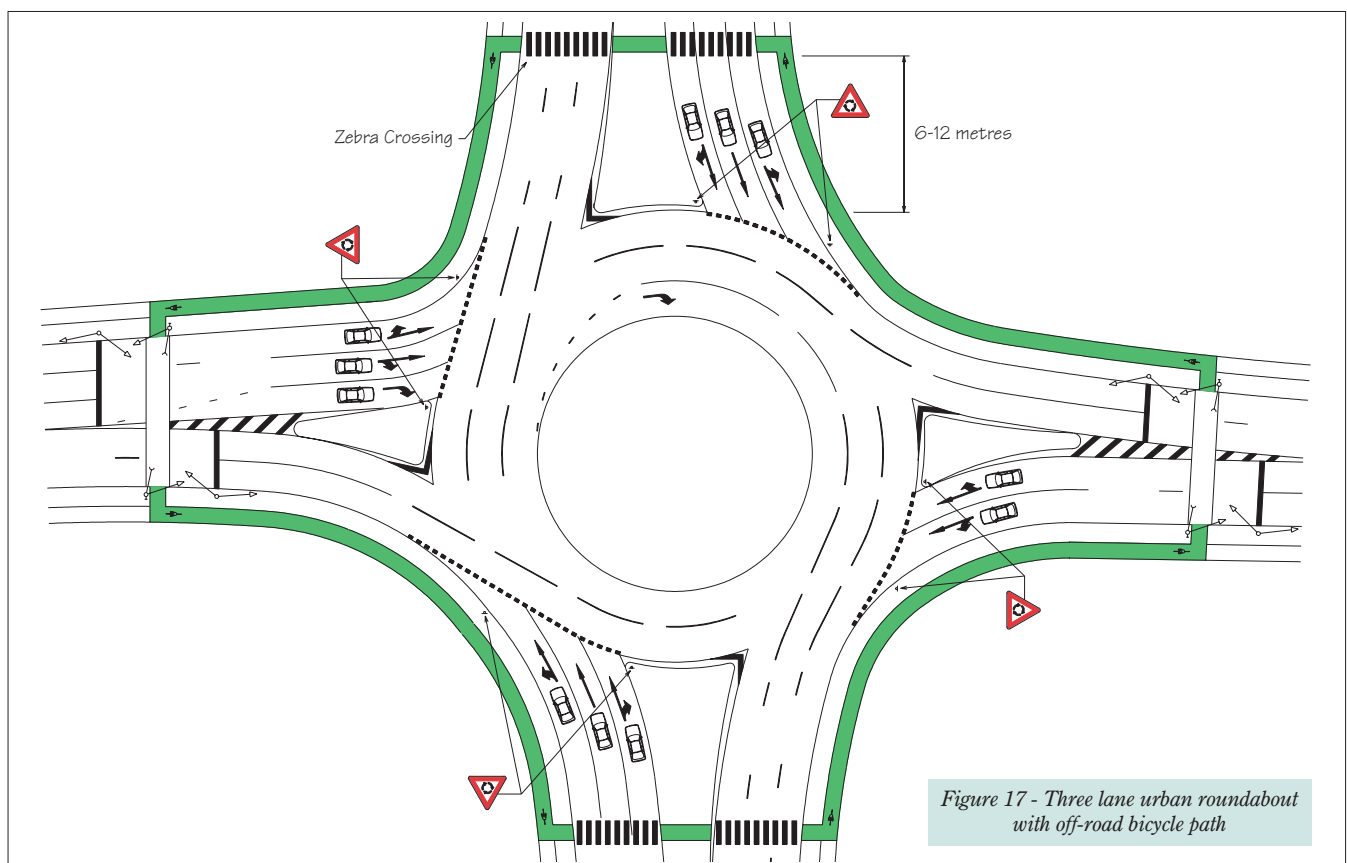 Zebra Crossing
6-12 metres
Figure 17 - Three lane urban roundabout
with off-road bicycle path